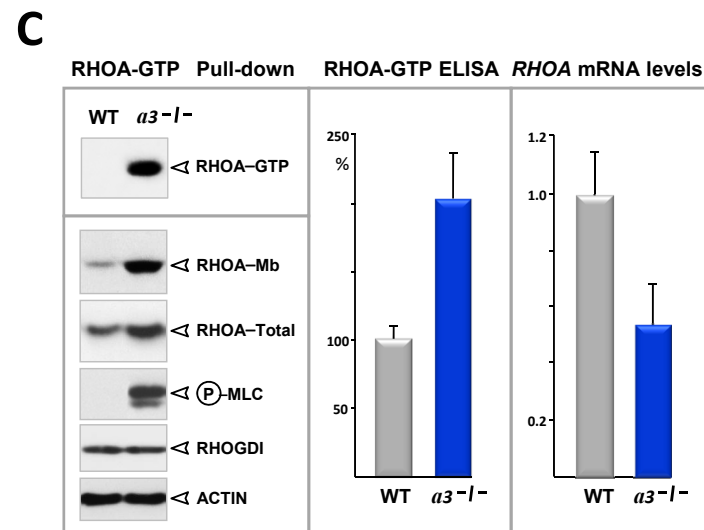 C
RHOA-GTP Pull-down
RHOA-GTP ELISA
RHOA mRNA levels
WT a3-/-
RHOA–GTP
RHOA–Mb
RHOA–Total
P-MLC
RHOGDI
ACTIN
250
%
100
50
WT a3-/-
1.2
1.0
0.2
WT a3-/-